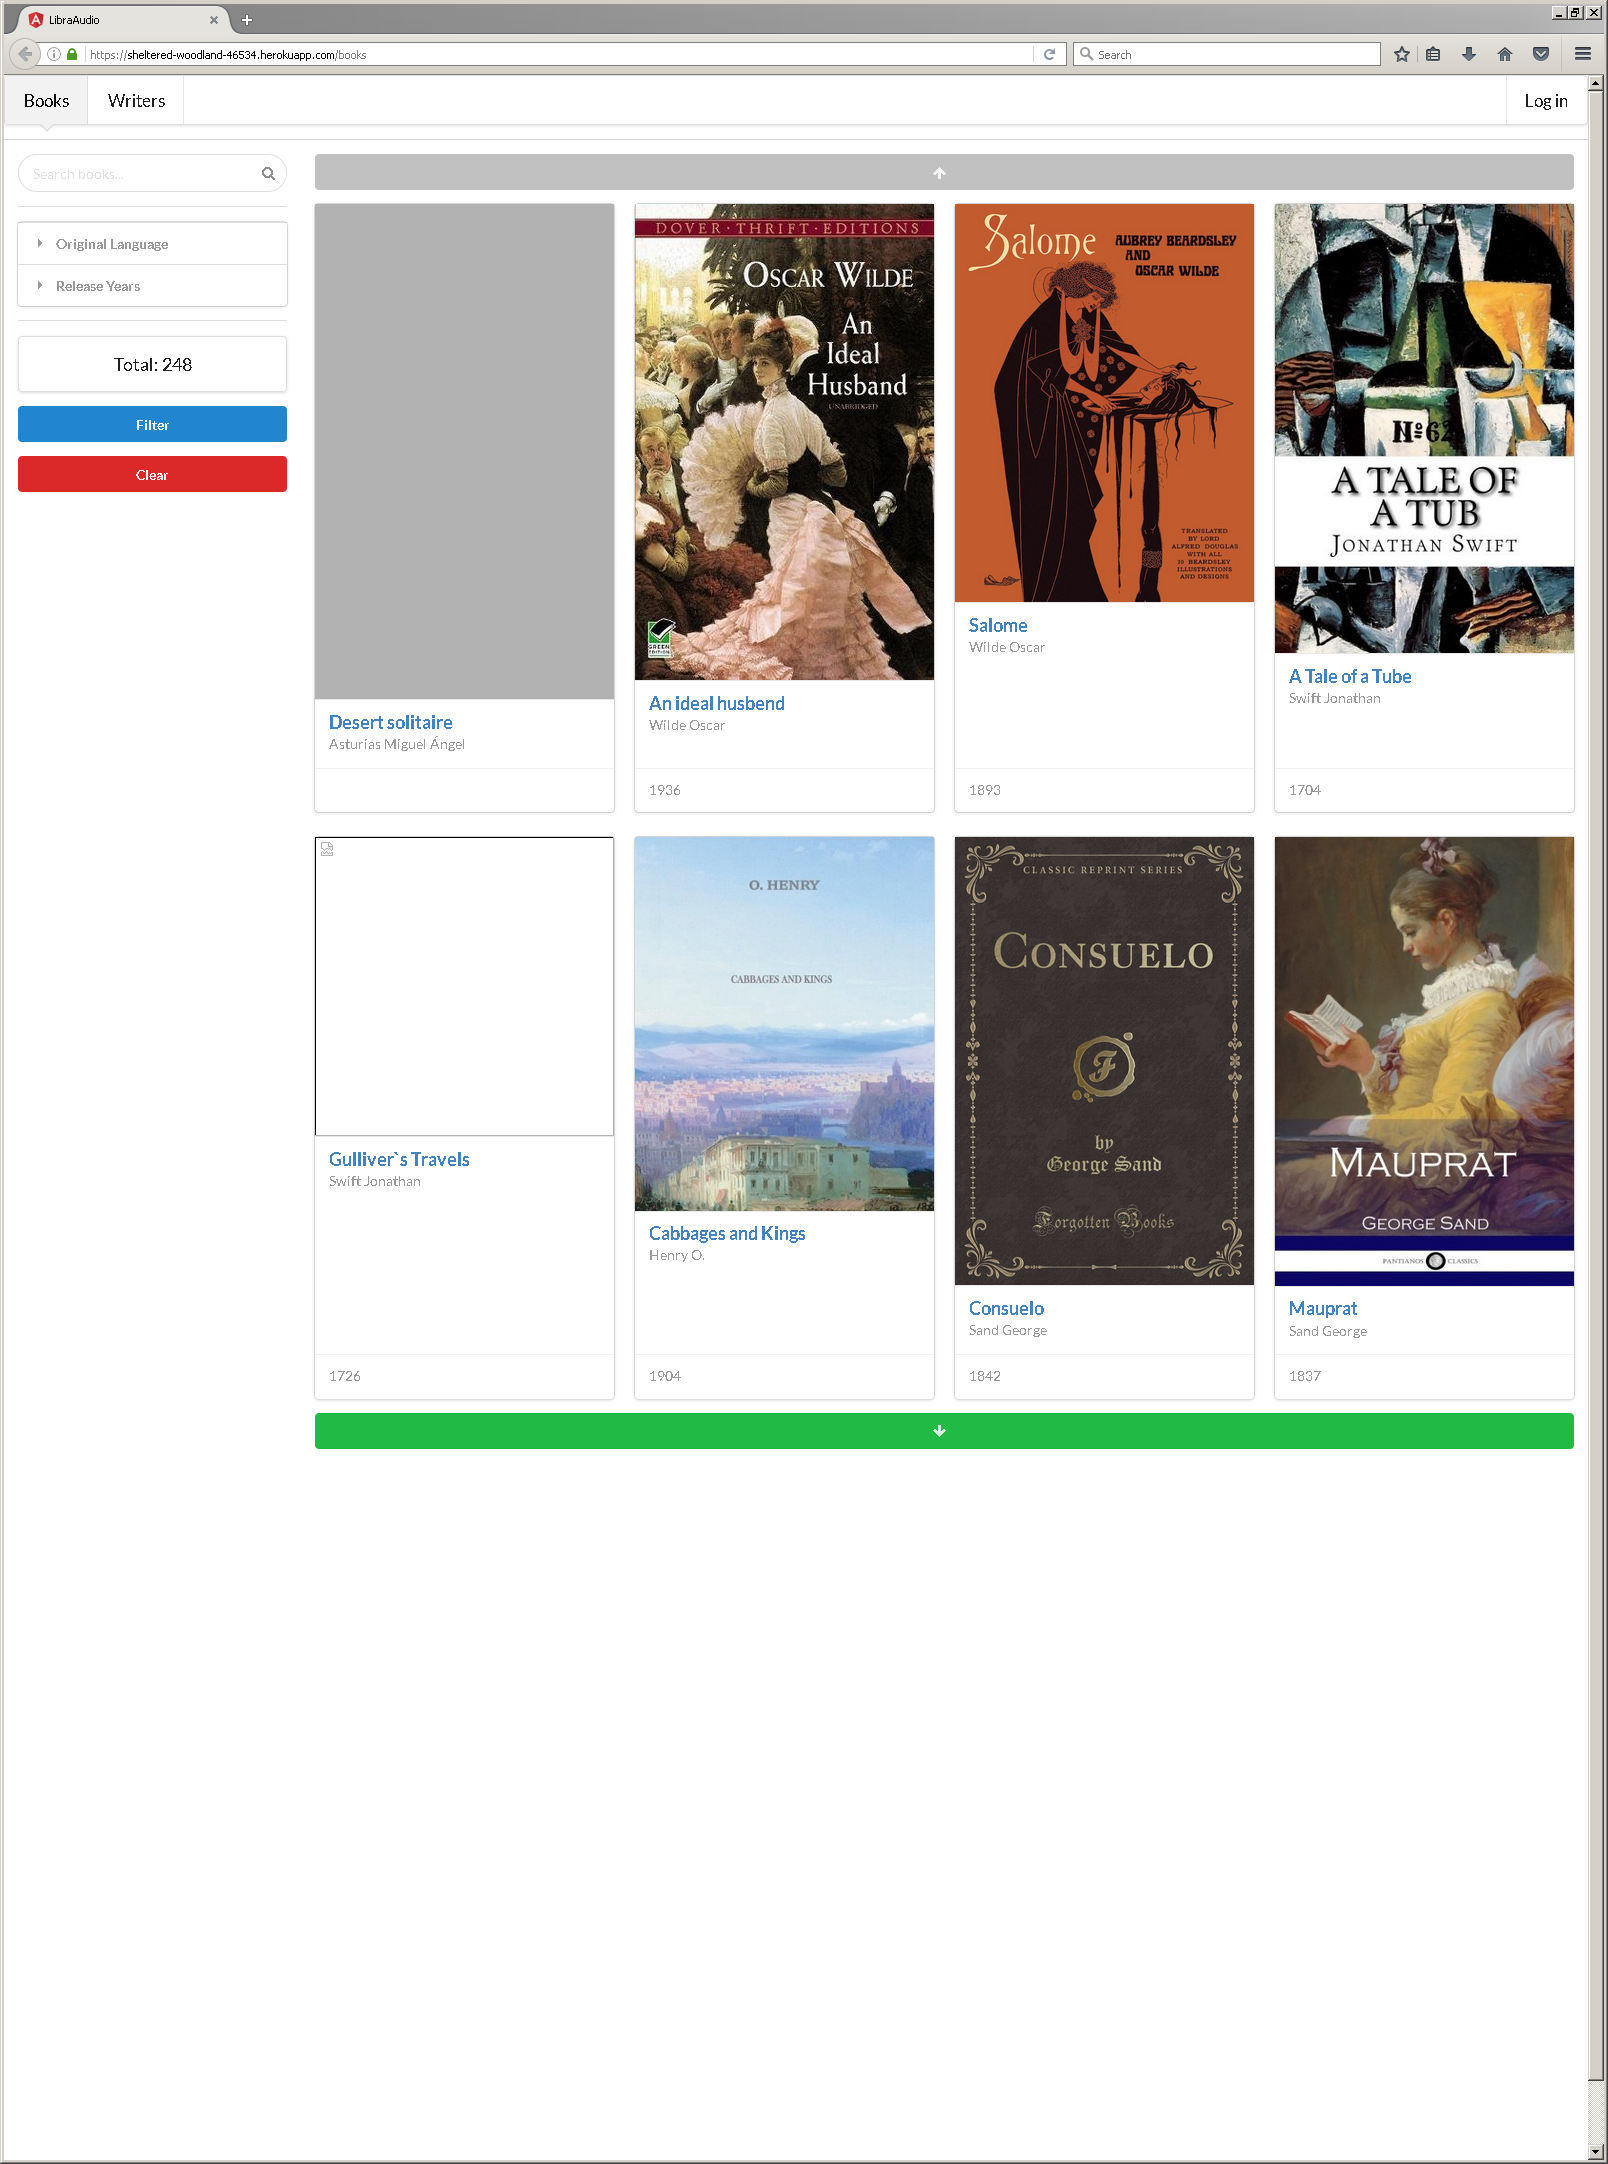 LibraAudio
https://sheltered-woodland-46534.herokuapp.com/books
Search
Books
Writers
Log in
Search books...
Original Language
Release Years
Total: 248
Filter
Clear
DOVER · THRIFT · EDITIONS
OSCAR WILDE
An
Ideal
Husband
UNABRIDGED
GREEN
EDITION
Salome
AUBREY BEARDSLEY
AND
OSCAR WILDE
TRANSLATED
BY LORD
ALFRED DOUGLAS
WITH ALL
20 BEARDSLEY
ILLUSTRATIONS
AND DESIGNS
Nº 62
A TALE OF
A TUB
JONATHAN SWIFT
Desert solitaire
Asturias Miguel Ángel
An ideal husbend
Wilde Oscar
1936
Salome
Wilde Oscar
1893
A Tale of a Tube
Swift Jonathan
1704
O. HENRY
CABBAGES AND KINGS
CLASSIC REPRINT SERIES
CONSUELO
F
by
George Sand
Forgotten Books
MAUPRAT
GEORGE SAND
PANTIANOS CLASSICS
Gulliver`s Travels
Swift Jonathan
1726
Cabbages and Kings
Henry O.
1904
Consuelo
Sand George
1842
Mauprat
Sand George
1837